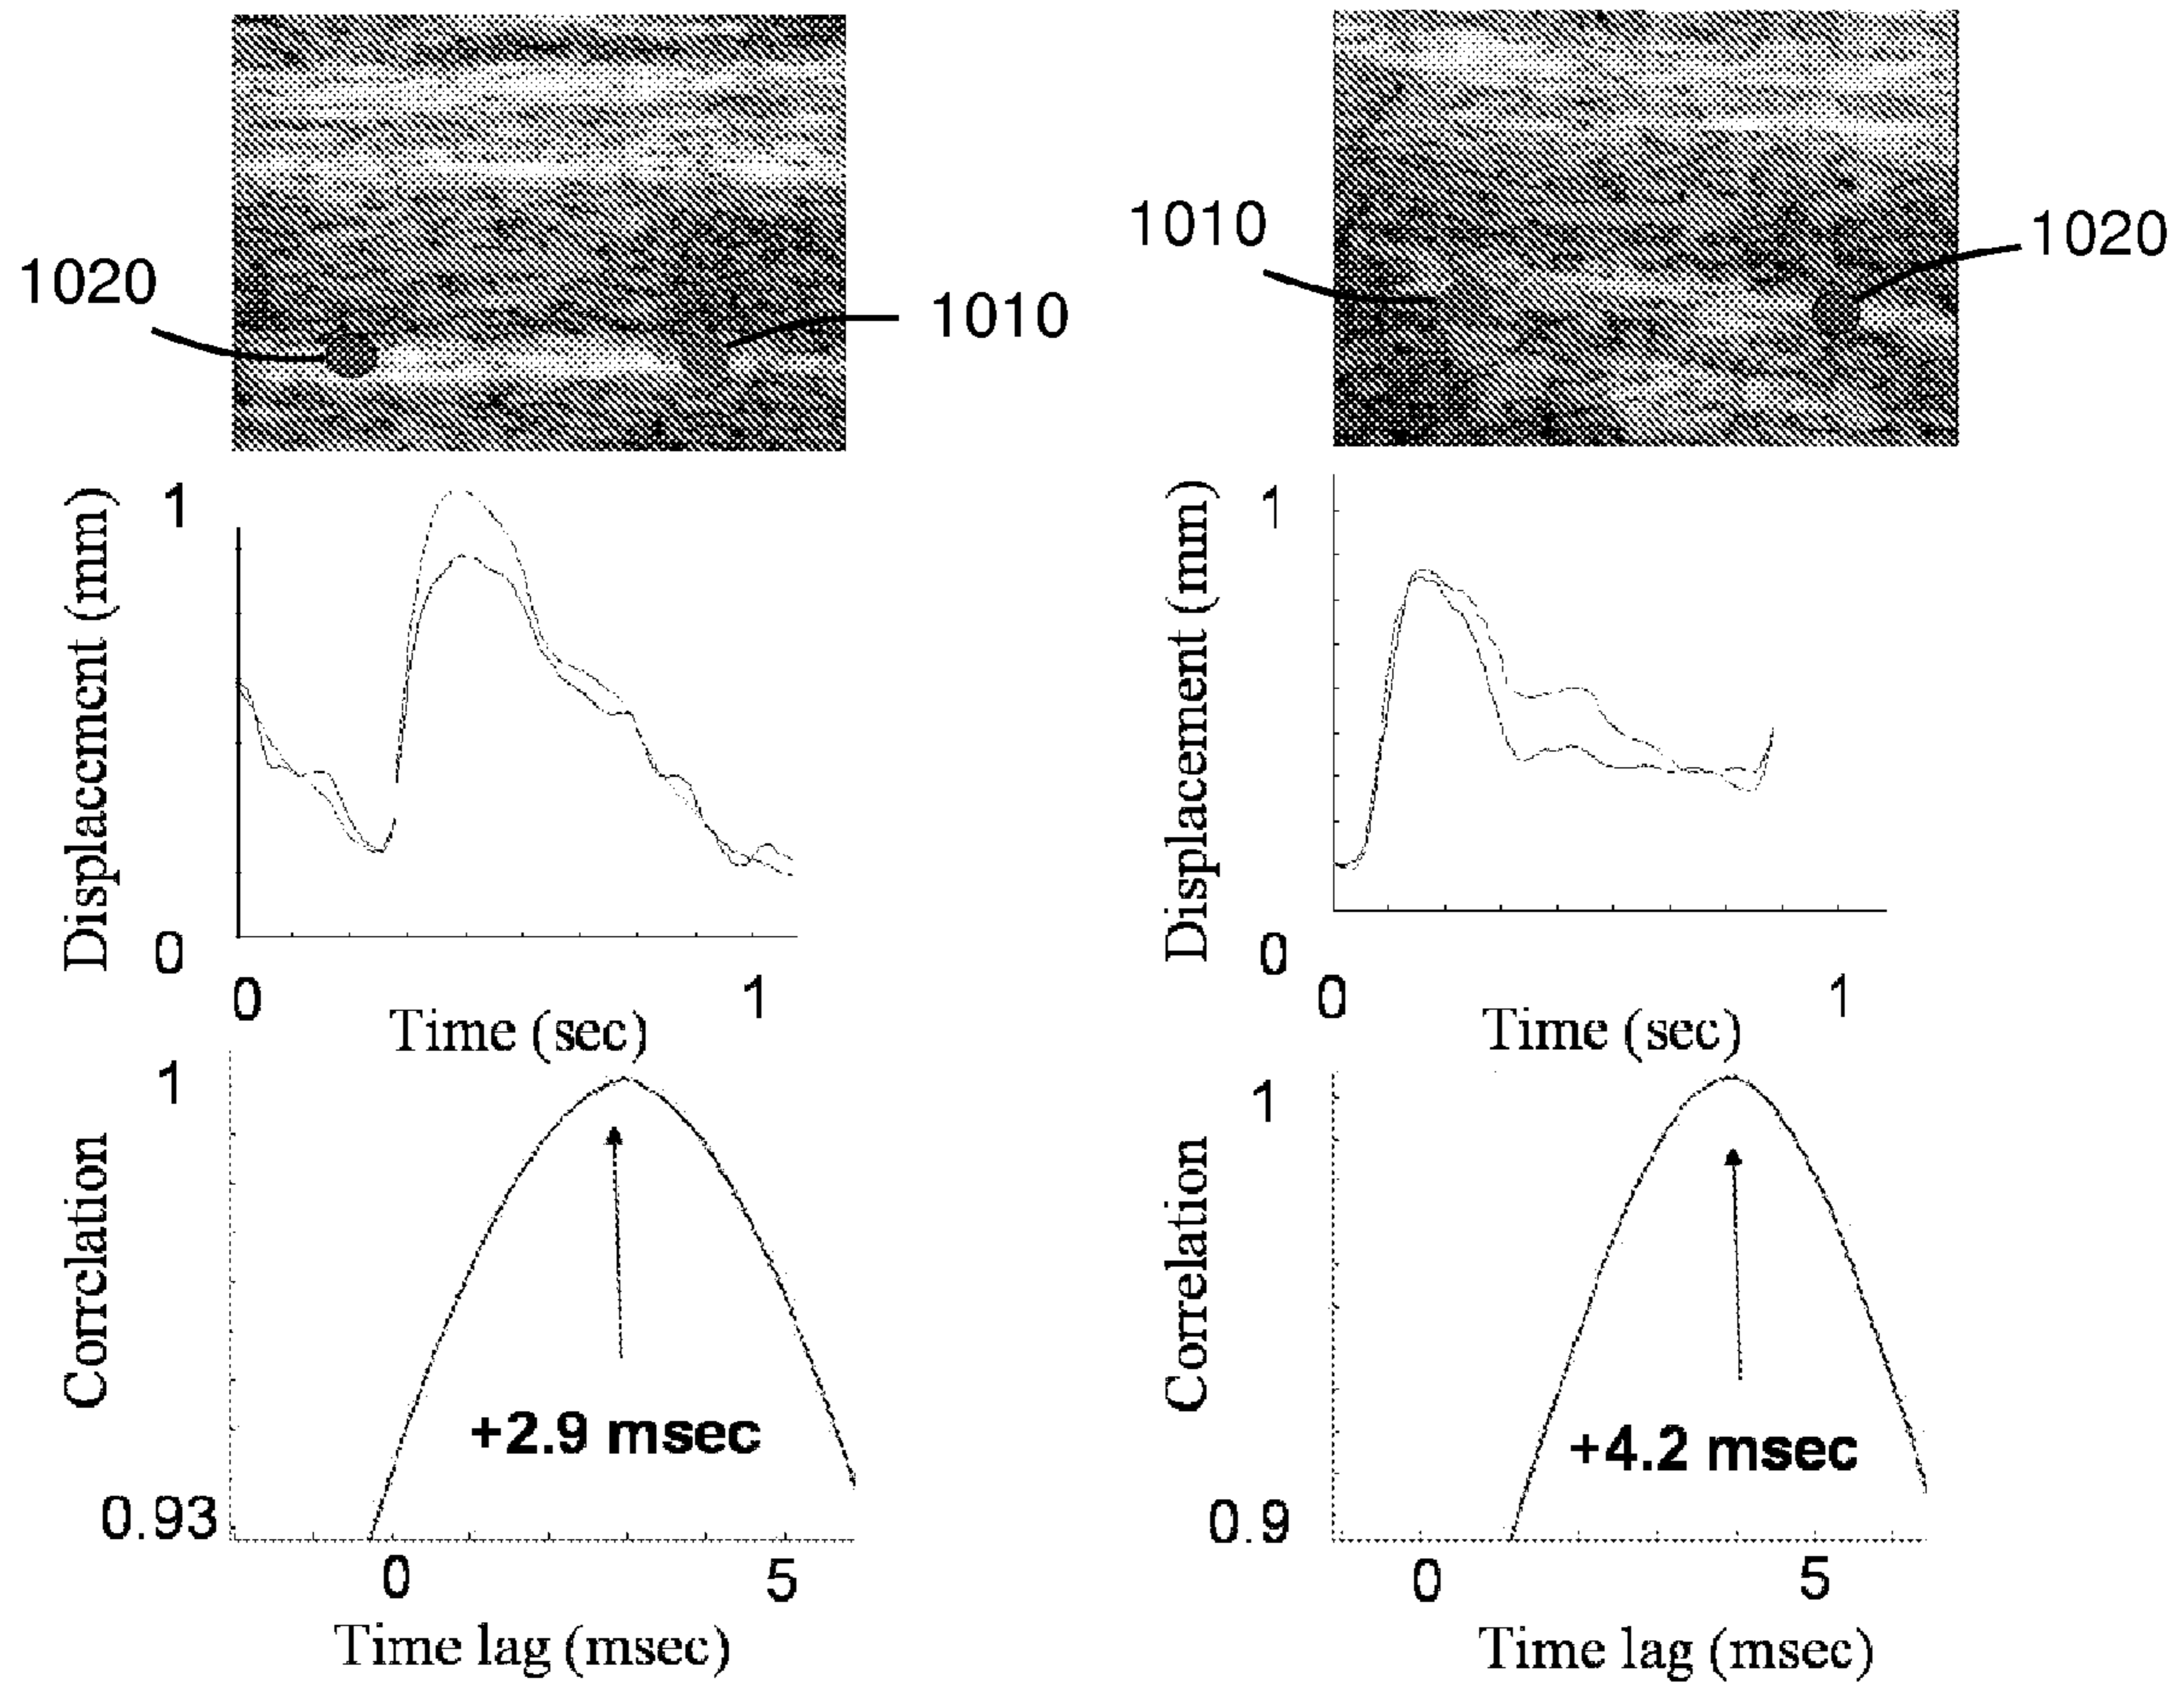 1020
1010
1010
1020
Displacement (mm)
1
0
0
1
Time (sec)
Displacement (mm)
1
0
0
1
Time (sec)
Correlation
1
0.93
+2.9 msec
0
5
Time lag (msec)
Correlation
1
0.9
+4.2 msec
0
5
Time lag (msec)